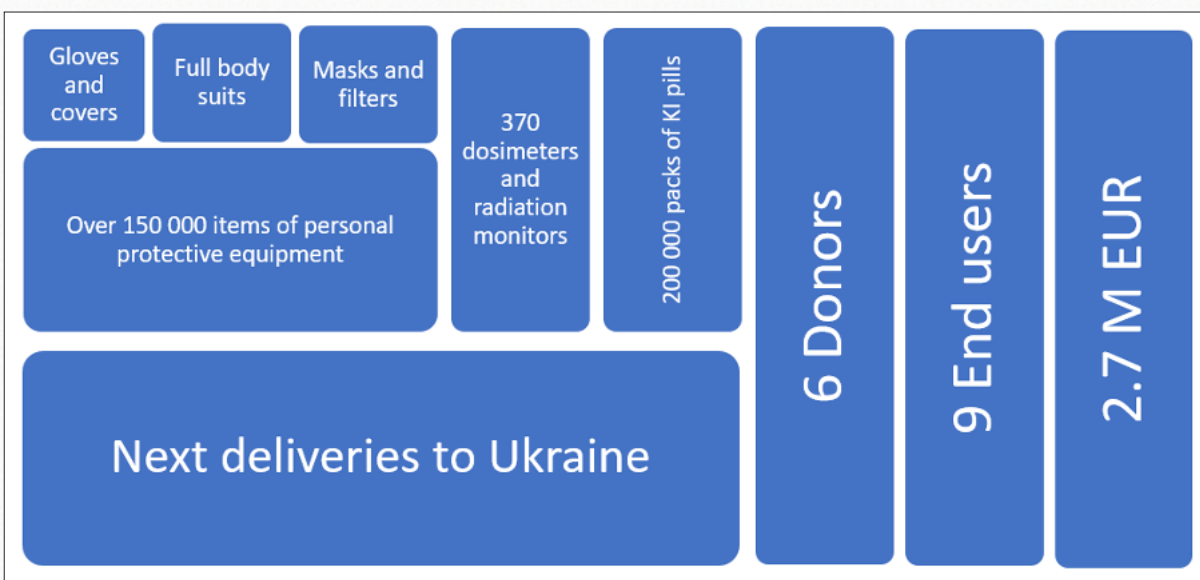 Gloves
and
covers
Full body
suits
Masks and
filters
Over 150 000 items of personal
protective equipment
370
dosimeters
and
radiation
monitors
200 000 packs of KI pills
Next deliveries to Ukraine
6 Donors
9 End users
2.7 M EUR